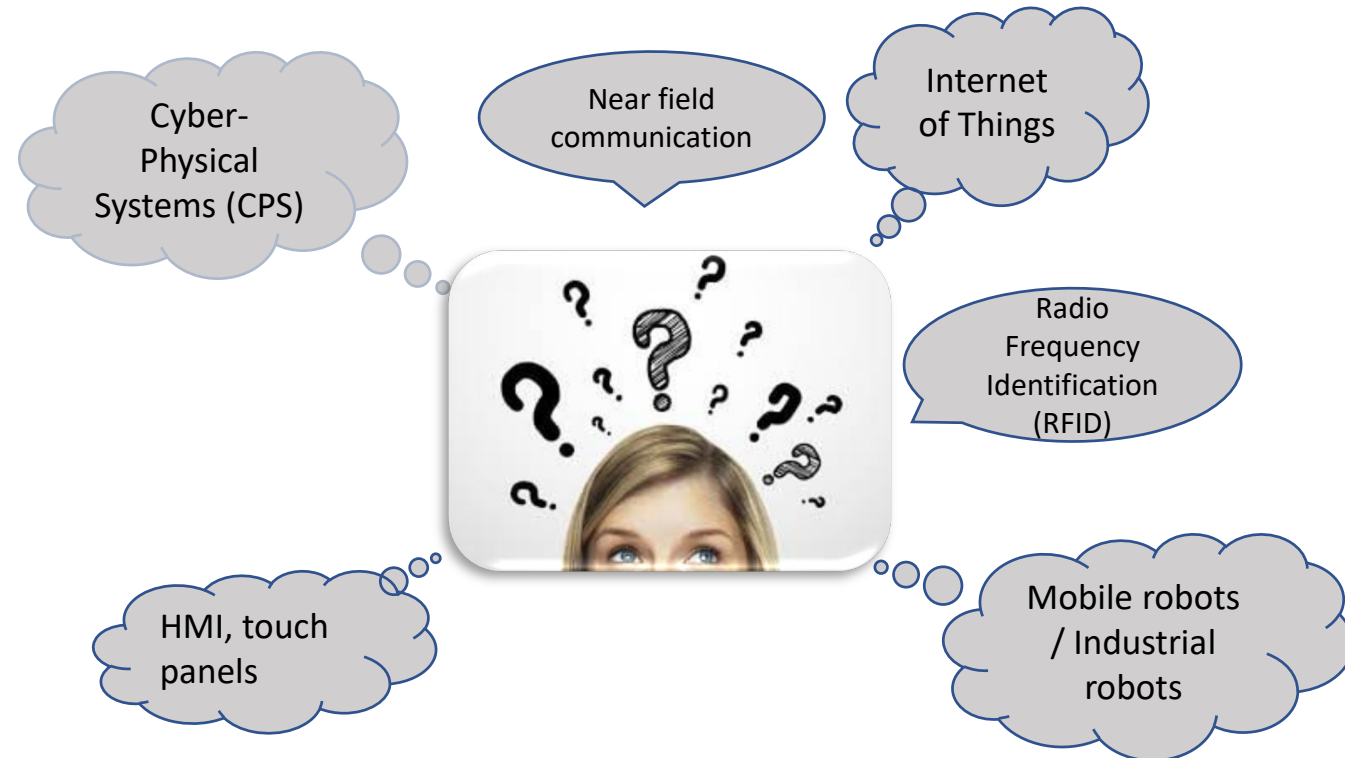 Cyber-
Physical
Systems (CPS)
Near field
communication
Internet
of Things
Radio
Frequency
Identification
(RFID)
HMI, touch
panels
Mobile robots
/ Industrial
robots